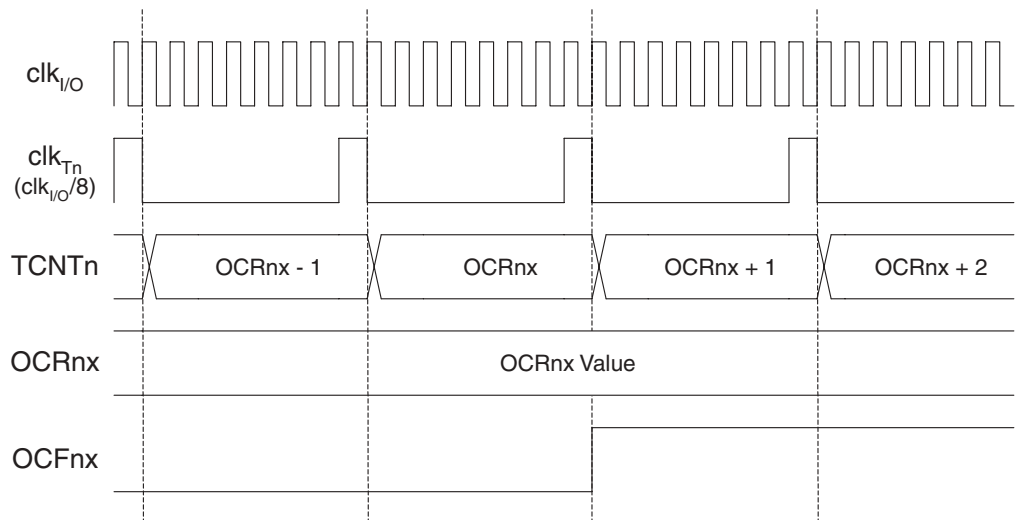 clkI/O
clkTn
(clkI/O/8)
TCNTn
OCRnx - 1
OCRnx
OCRnx + 1
OCRnx + 2
OCRnx
OCRnx Value
OCFnx